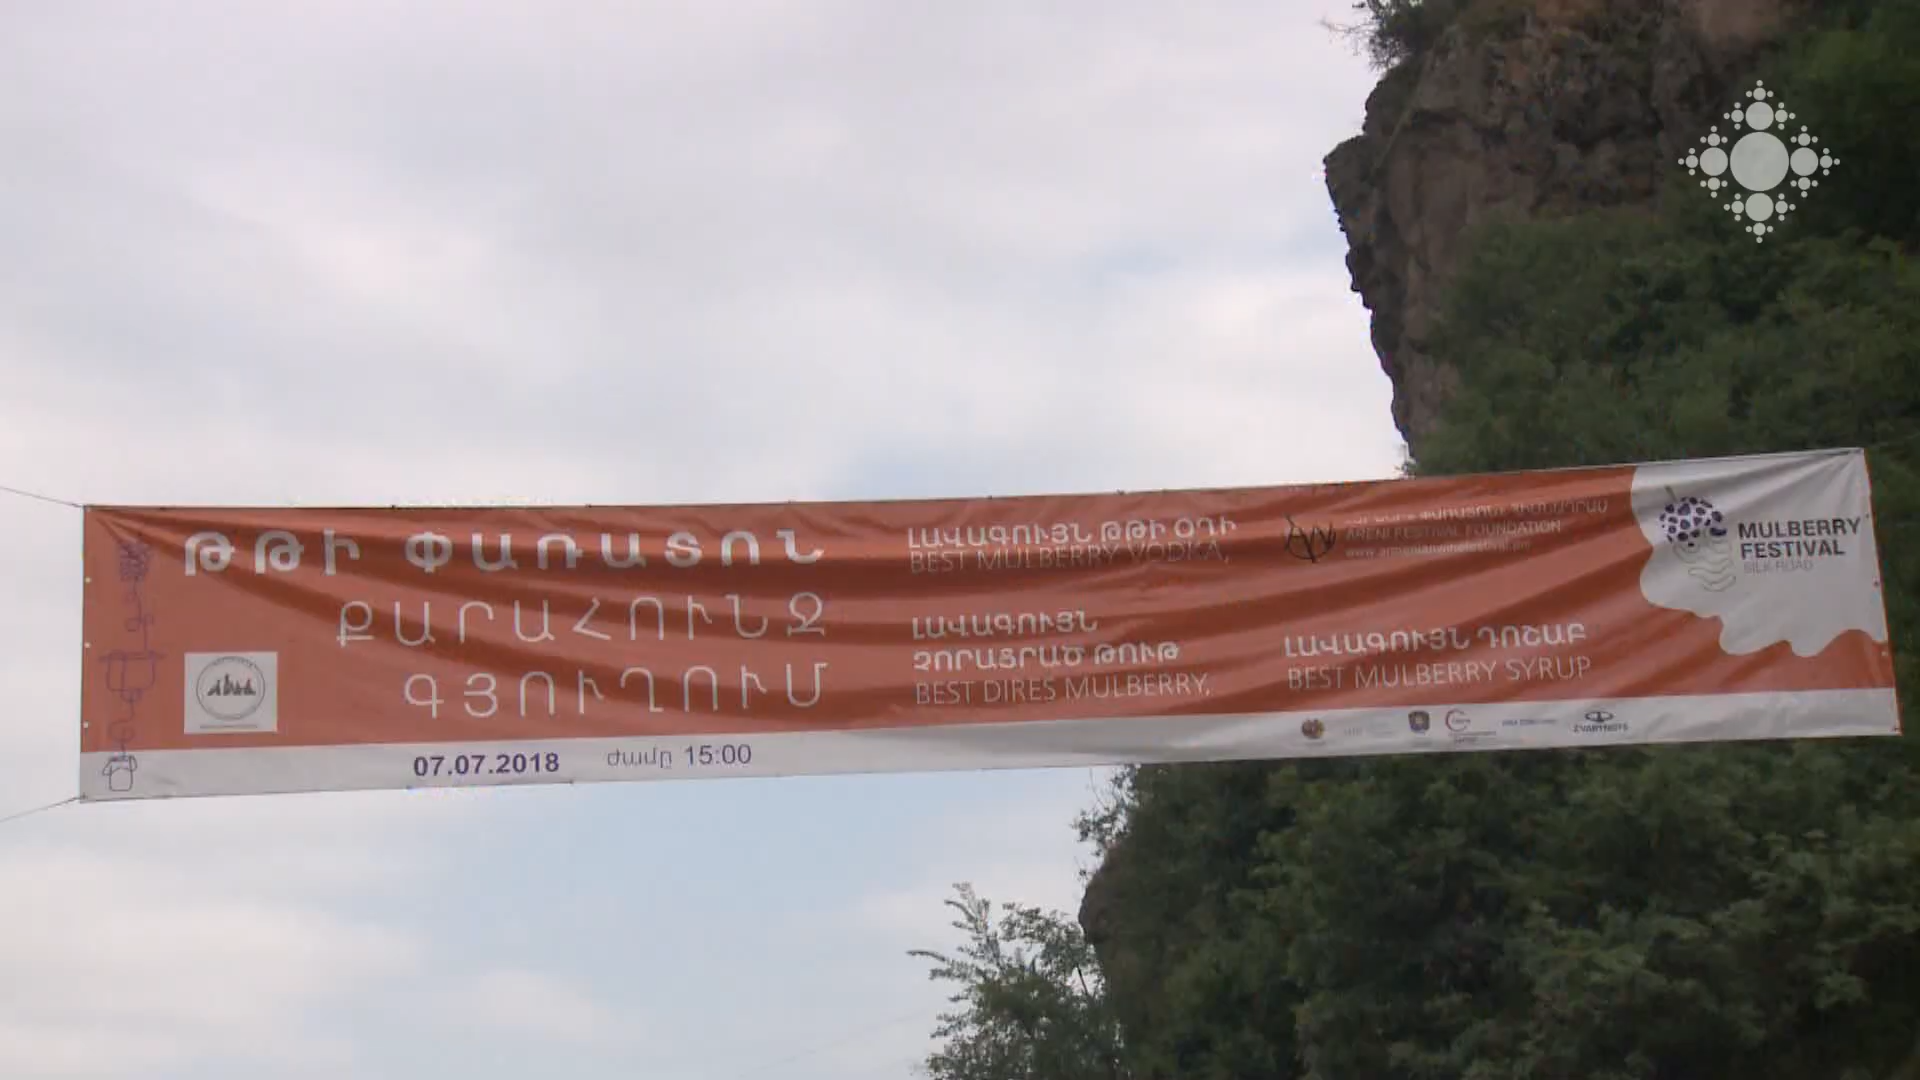 ԹԹԻ ՓԱՌԱՏՈՆ
ՔԱՐԱՀՈՒՆՋ
ԳՅՈՒՂՈՒՄ
07.07.2018 ժամը 15:00
ԼԱՎԱԳՈՒՅՆ ԹԹԻ ՕՂԻ
BEST MULBERRY VODKA,
ԼԱՎԱԳՈՒՅՆ
ՉՈՐԱՑՐԱԾ ԹՈՒԹ
BEST DIRES MULBERRY,
ARENI FESTIVAL FOUNDATION
ԼԱՎԱԳՈՒՅՆ ԴՈՇԱԲ
BEST MULBERRY SYRUP
MULBERRY
FESTIVAL
SILK ROAD
ZVARTNOTS